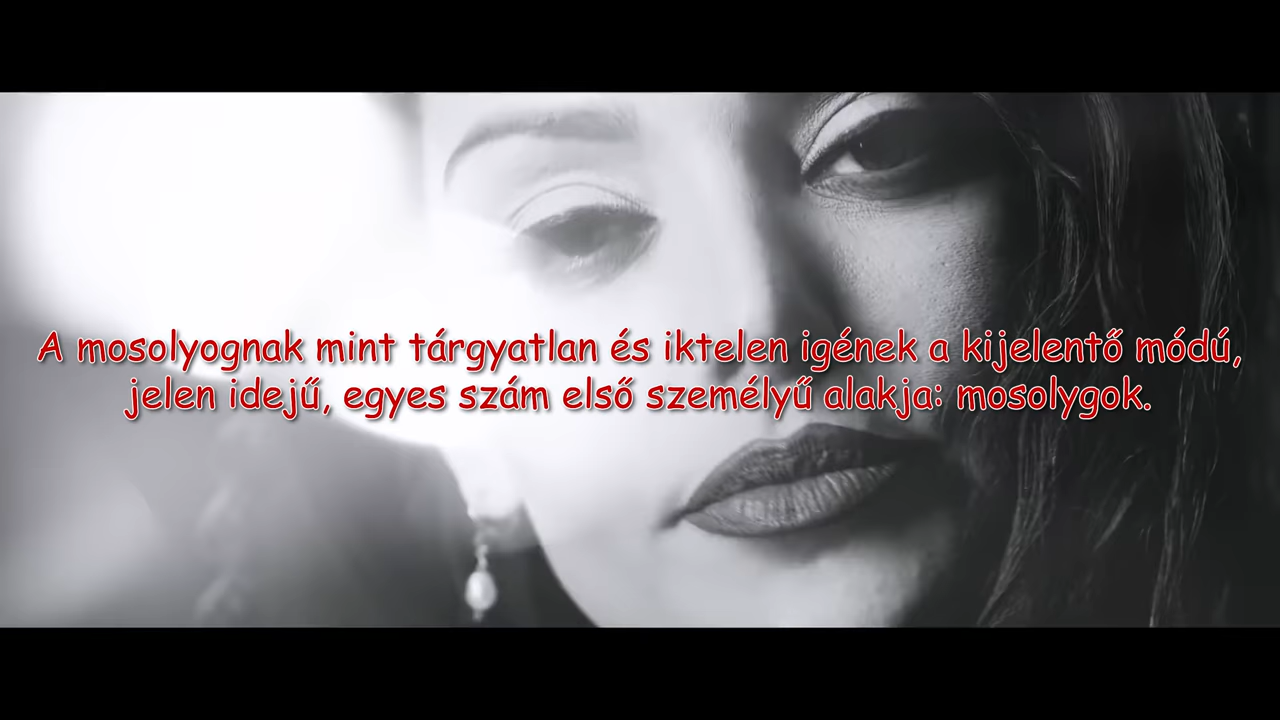 A mosolyognak mint tárgyatlan és iktelen igének a kijelentő módú,
jelen idejű, egyes szám első személyű alakja: mosolygok.